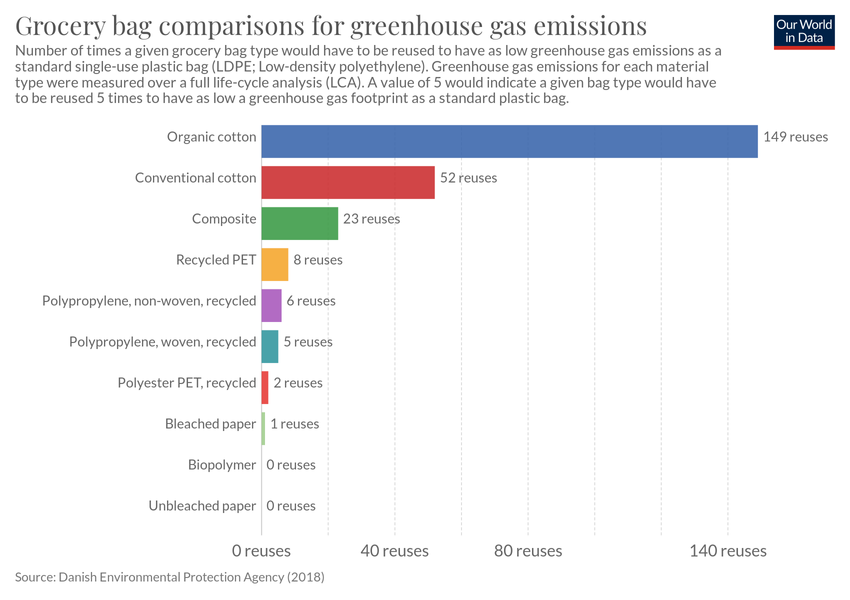 Grocery bag comparisons for greenhouse gas emissions
Our World
in Data
Number of times a given grocery bag type would have to be reused to have as low greenhouse gas emissions as a
standard single-use plastic bag (LDPE; Low-density polyethylene). Greenhouse gas emissions for each material
type were measured over a full life-cycle analysis (LCA). A value of 5 would indicate a given bag type would have
to be reused 5 times to have as low a greenhouse gas footprint as a standard plastic bag.
Organic cotton 149 reuses
Conventional cotton 52 reuses
Composite 23 reuses
Recycled PET 8 reuses
Polypropylene, non-woven, recycled 6 reuses
Polypropylene, woven, recycled 5 reuses
Polyester PET, recycled 2 reuses
Bleached paper 1 reuses
Biopolymer 0 reuses
Unbleached paper 0 reuses
0 reuses 40 reuses 80 reuses 140 reuses
Source: Danish Environmental Protection Agency (2018)